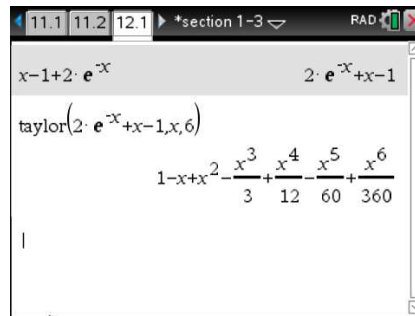 11.1 11.2 12.1 *section 1-3 RAD
x-1+2·e^-x 2·e^-x+x-1
taylor(2·e^-x+x-1,x,6)
1-x+x^2-x^3/3+x^4/12-x^5/60+x^6/360